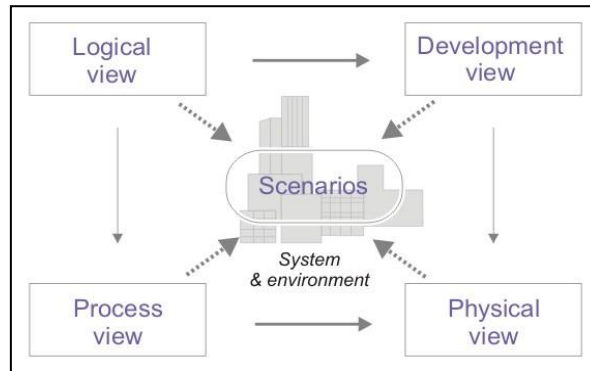 Logical
view
Development
view
Scenarios
System
& environment
Process
view
Physical
view